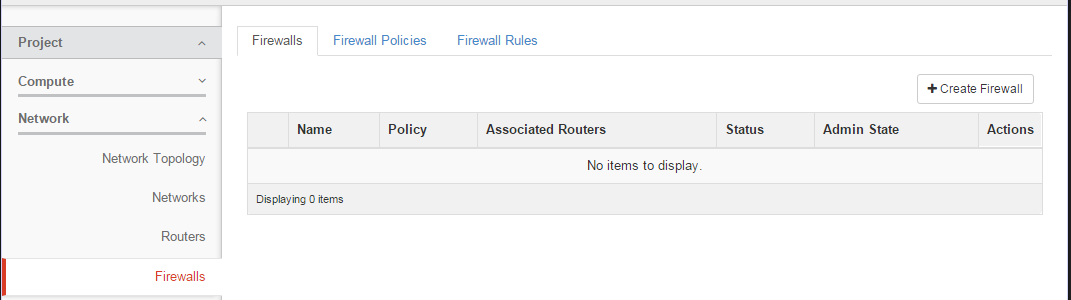 Project
Compute
Network
Network Topology
Networks
Routers
Firewalls
Firewalls Firewall Policies Firewall Rules
Create Firewall
Name Policy Associated Routers Status Admin State Actions
No items to display.
Displaying 0 items